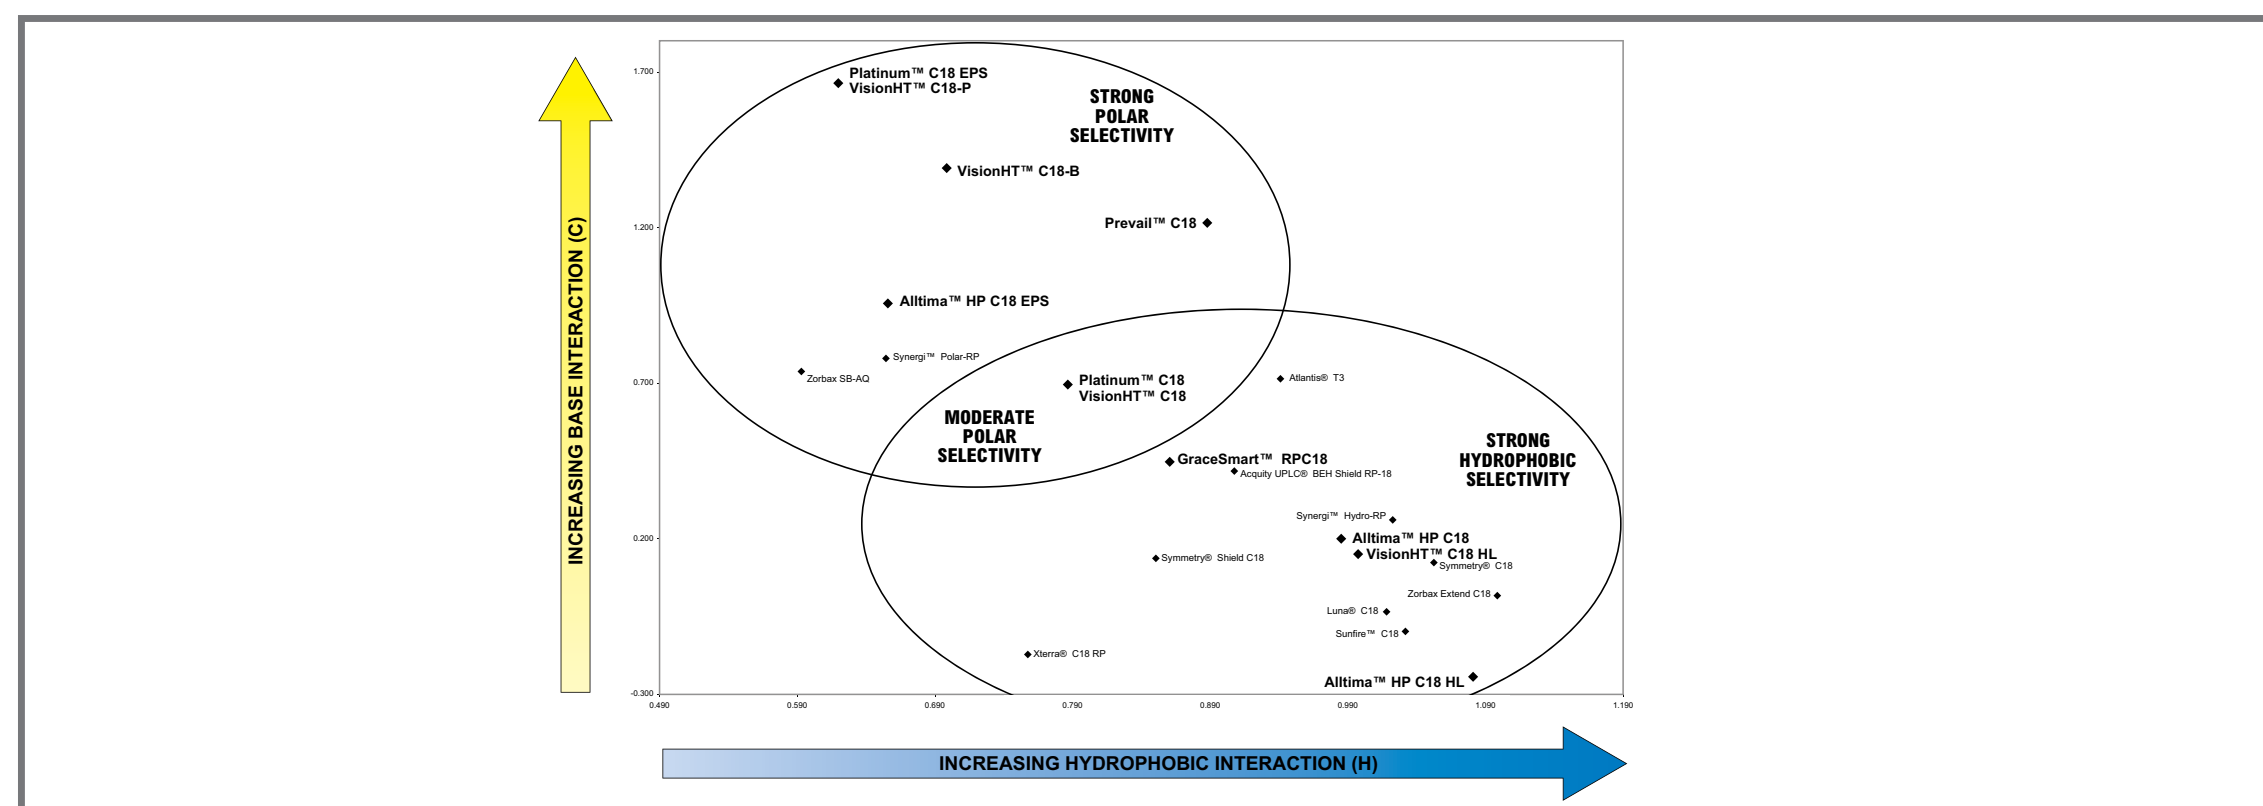 1.700
Platinum™ C18 EPS
VisionHT™ C18-P
STRONG
POLAR
SELECTIVITY
VisionHT™ C18-B
1.200
Prevail™ C18
INCREASING BASE INTERACTION (C)
Alltima™ HP C18 EPS
Synergi™ Polar-RP
Zorbax SB-AQ
0.700
Platinum™ C18
VisionHT™ C18
Atlantis® T3
MODERATE
POLAR
SELECTIVITY
STRONG
HYDROPHOBIC
SELECTIVITY
GraceSmart™ RPC18
Acquity UPLC® BEH Shield RP-18
Synergi™ Hydro-RP
0.200
Alltima™ HP C18
VisionHT™ C18 HL
Symmetry® Shield C18
Symmetry® C18
Zorbax Extend C18
Luna® C18
Sunfire™ C18
Xterra® C18 RP
Alltima™ HP C18 HL
-0.300
0.490 0.590 0.690 0.790 0.890 0.990 1.090 1.190
INCREASING HYDROPHOBIC INTERACTION (H)